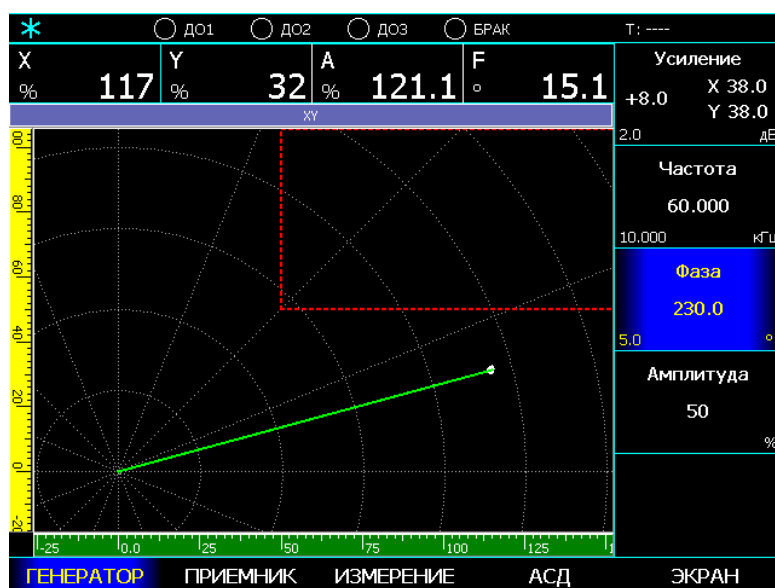 ДО1 ДО2 ДО3 БРАК T: ----
X % 117 Y % 32 A % 121.1 F ° 15.1
XY
Усиление
+8.0 X 38.0
Y 38.0
2.0 дБ
Частота
60.000
10.000 кГц
Фаза
230.0
5.0 °
Амплитуда
50
%
80
60
40
20
0
-20
-25 0.0 25 50 75 100 125
ГЕНЕРАТОР ПРИЕМНИК ИЗМЕРЕНИЕ АСД ЭКРАН